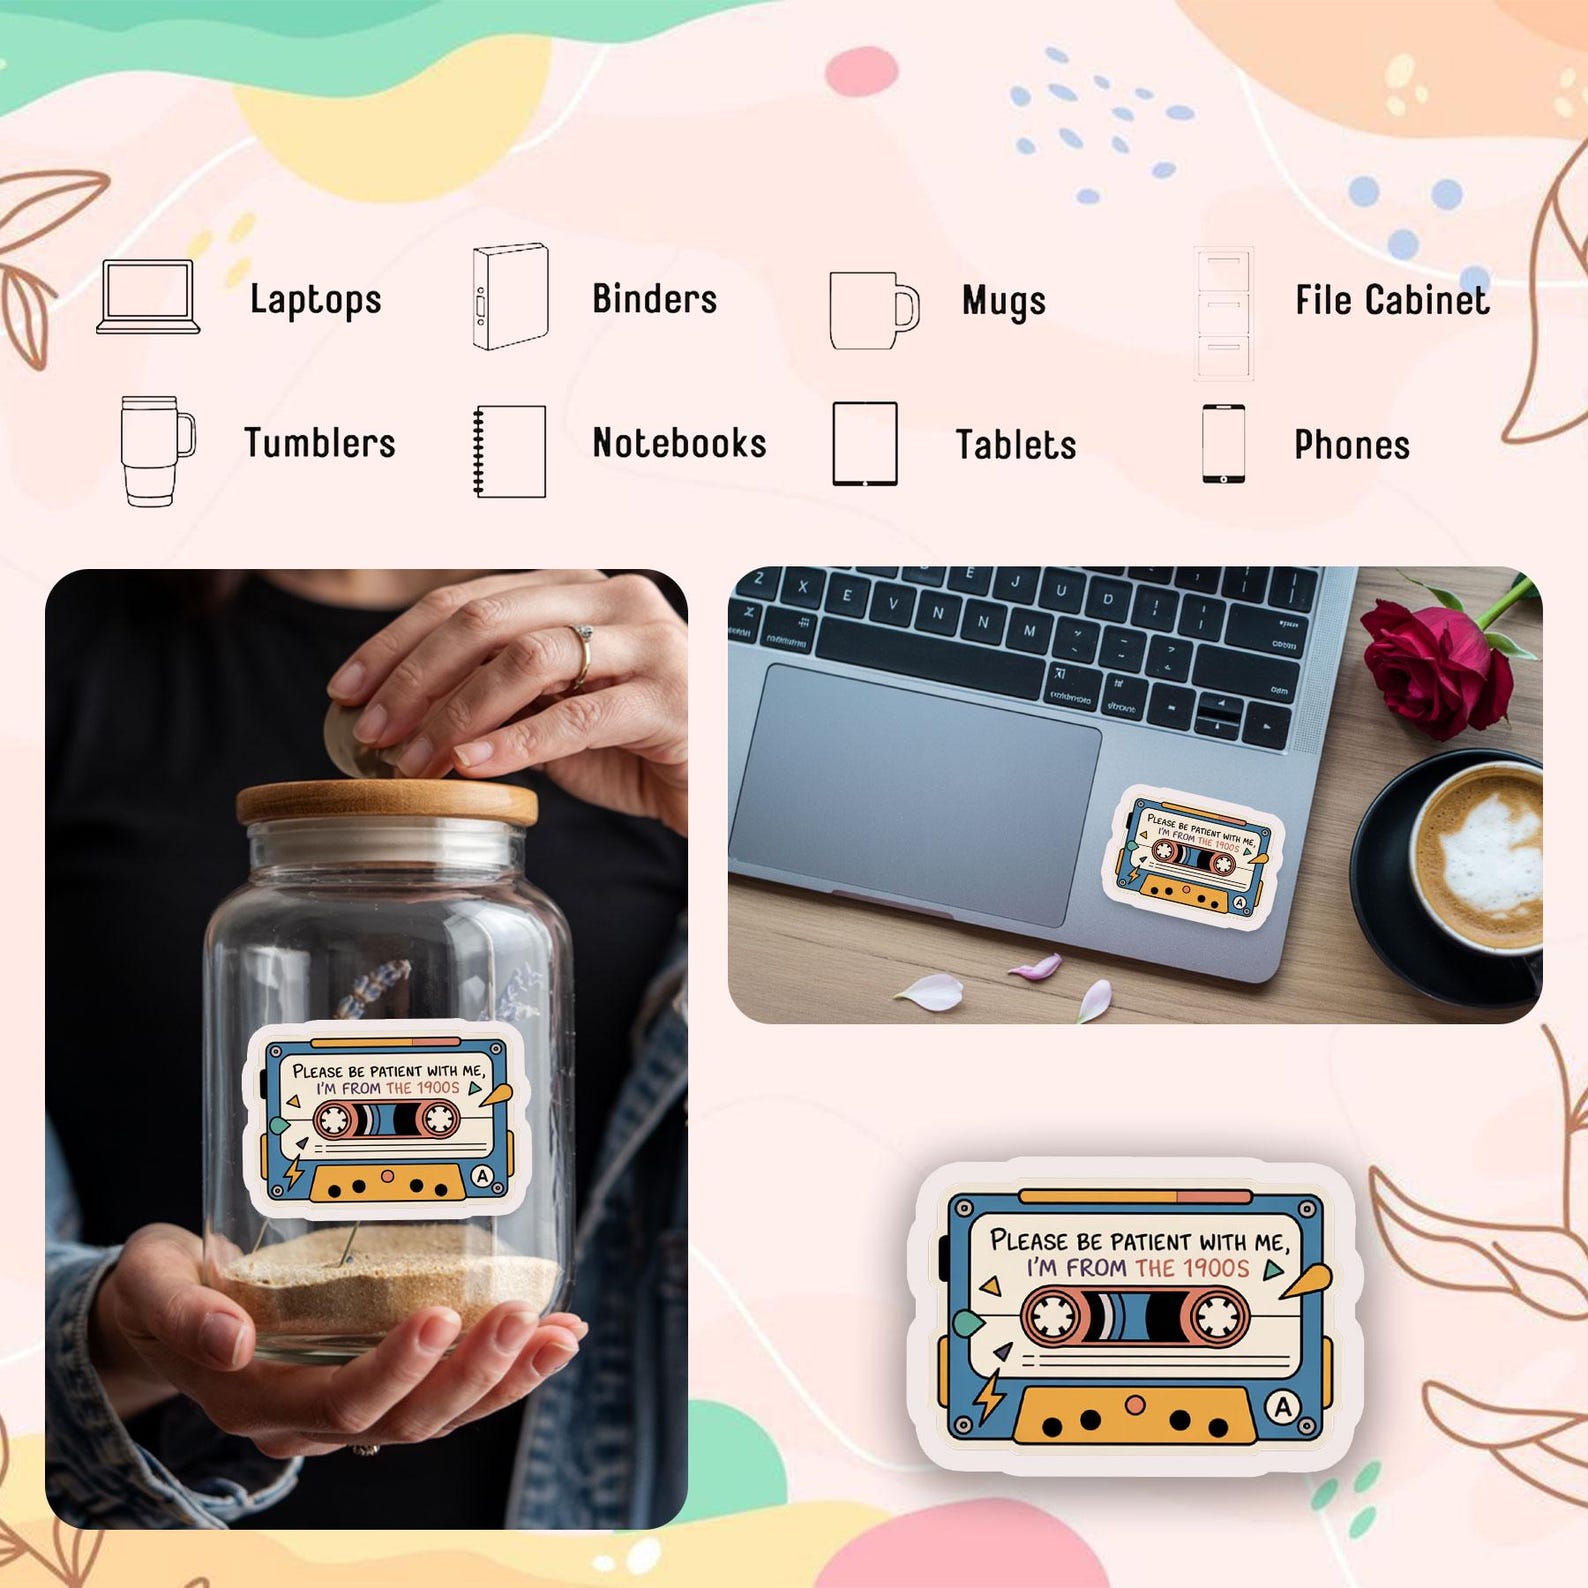 Laptops
Binders
Mugs
File Cabinet
Tumblers
Notebooks
Tablets
Phones
PLEASE BE PATIENT WITH ME,
I'M FROM THE 1900S
A
Z X E V N N M
E J U D
PLEASE BE PATIENT WITH ME,
I'M FROM THE 1900S
A
PLEASE BE PATIENT WITH ME,
I'M FROM THE 1900S
A